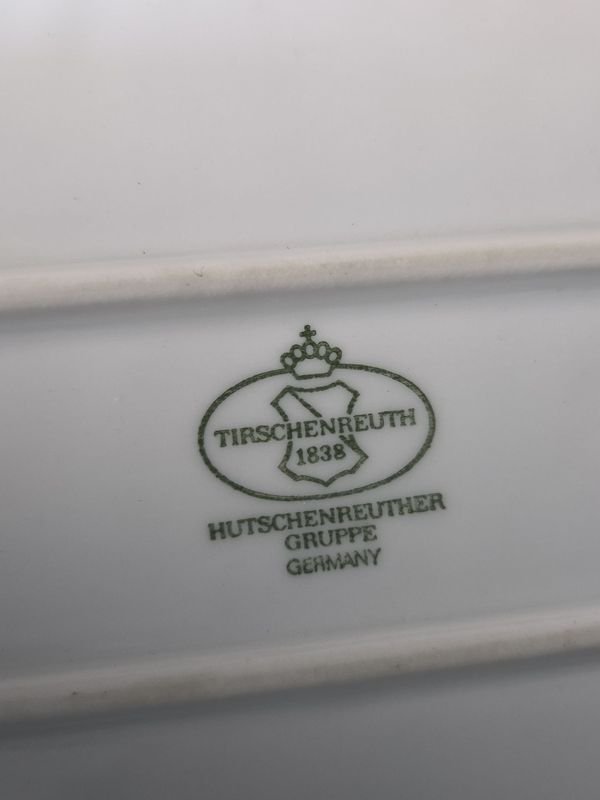 TIRSCHENREUTH
1838
HUTSCHENREUTHER
GRUPPE
GERMANY